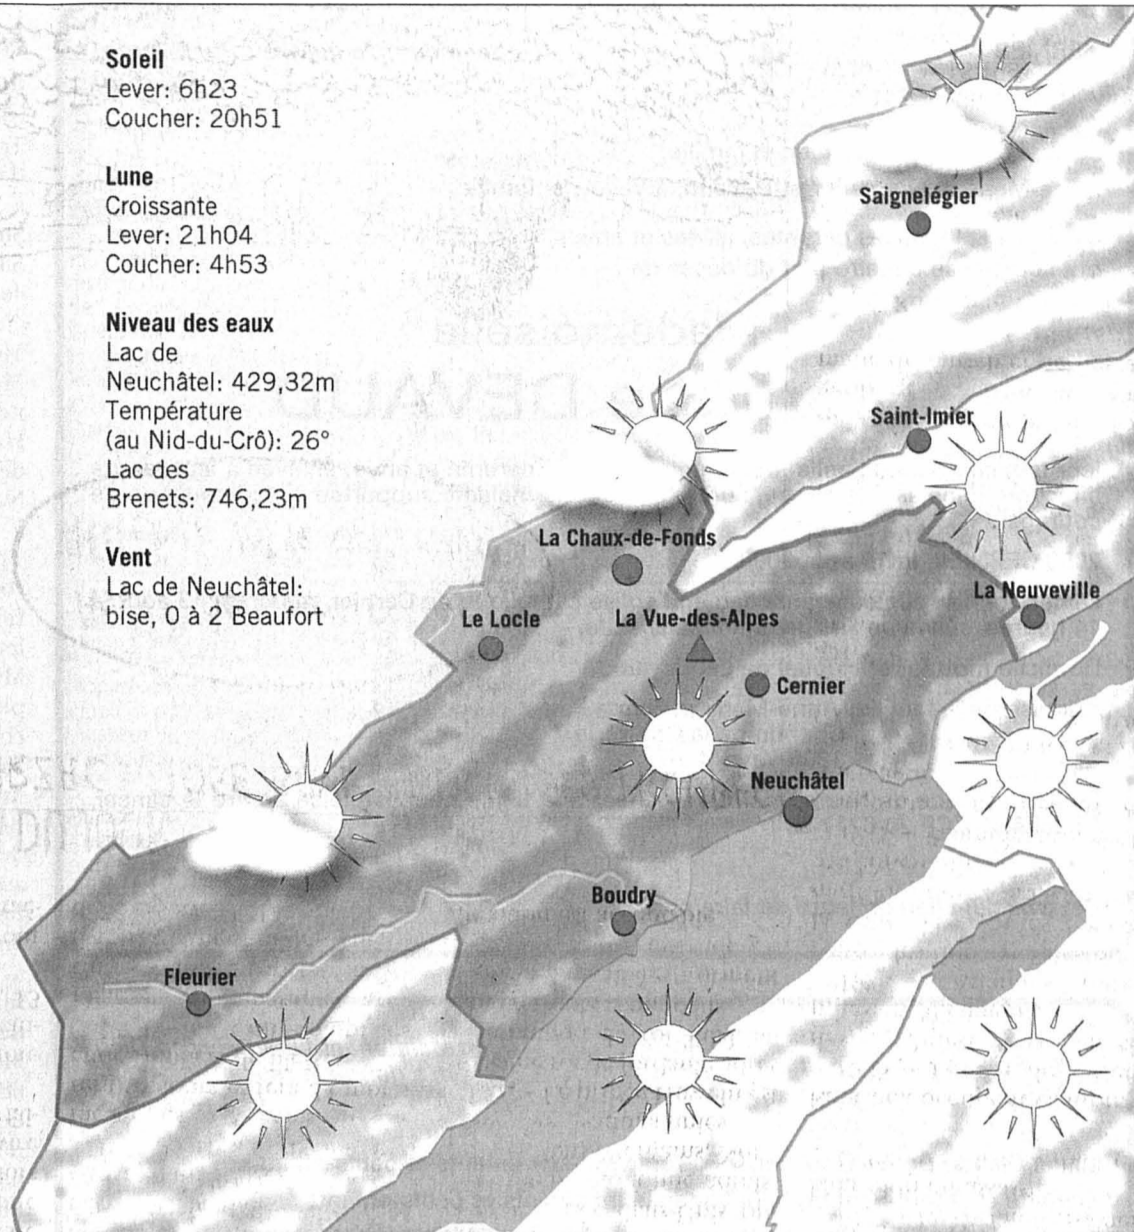 Soleil
Lever: 6h23
Coucher: 20h51
Lune
Croissante
Lever: 21h04
Coucher: 4h53
Niveau des eaux
Lac de
Neuchâtel: 429,32m
Température
(au Nid-du-Crô): 26°
Lac des
Brenets: 746,23m
Vent
Lac de Neuchâtel:
bise, 0 à 2 Beaufort
Saignelégier
Saint-Imier
La Chaux-de-Fonds
La Neuveville
Le Locle
La Vue-des-Alpes
Cernier
Neuchâtel
Boudry
Fleurier